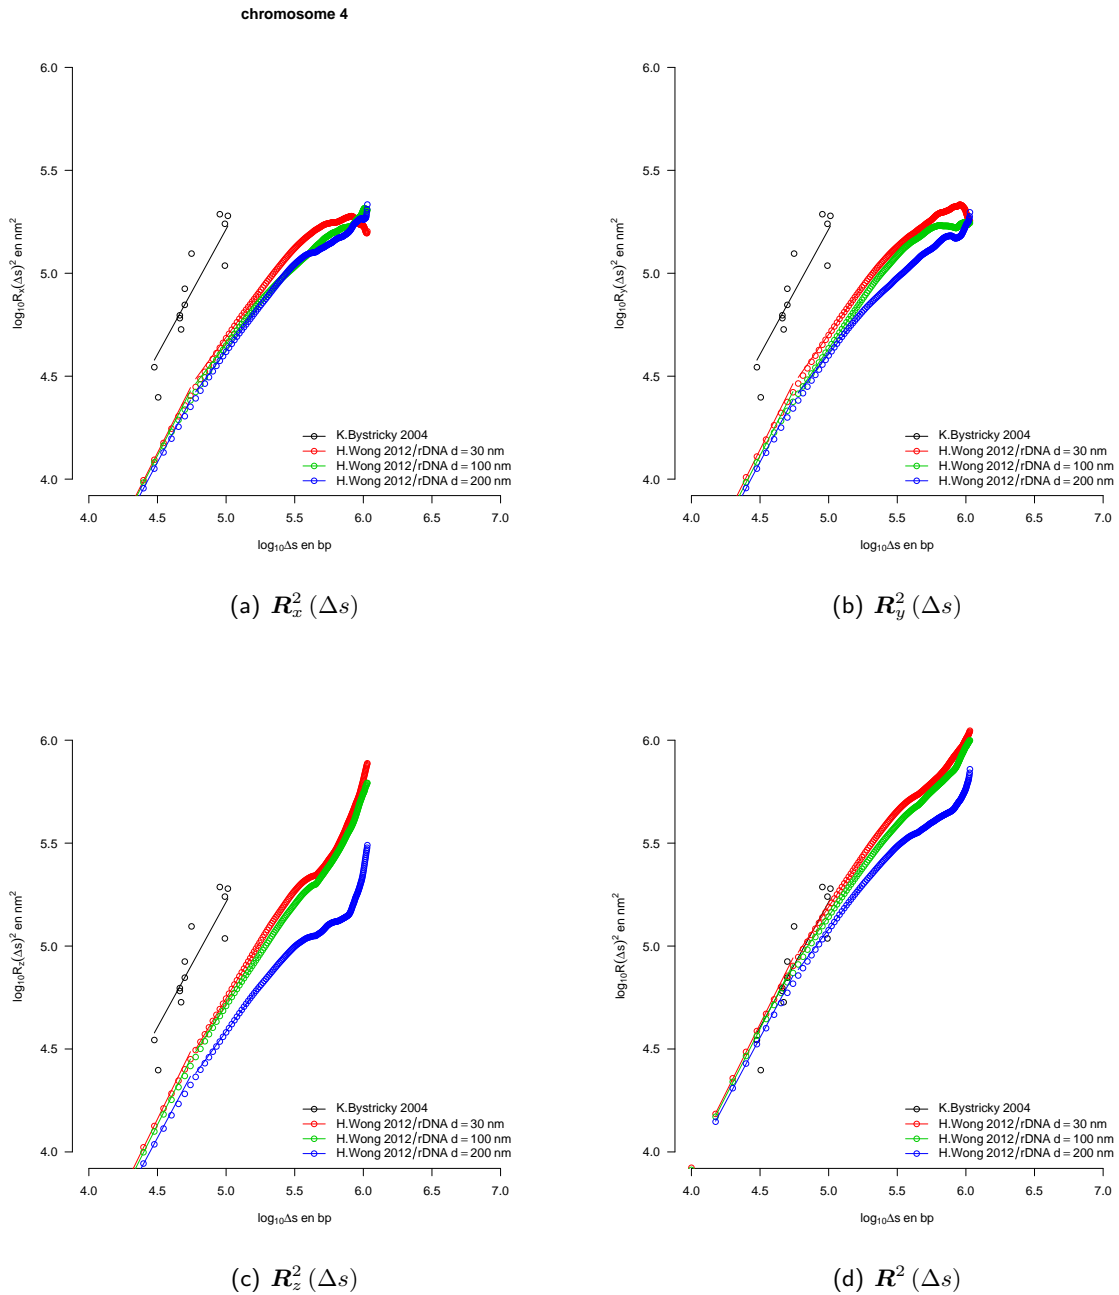 chromosome 4
6.0
5.5
5.0
4.5
4.0
log₁₀Rₓ(Δs)² en nm²
K.Bystricky 2004
H.Wong 2012/rDNA d = 30 nm
H.Wong 2012/rDNA d = 100 nm
H.Wong 2012/rDNA d = 200 nm
4.0 4.5 5.0 5.5 6.0 6.5 7.0
log₁₀Δs en bp
(a) R²ₓ (Δs)
6.0
5.5
5.0
4.5
4.0
log₁₀R_y(Δs)² en nm²
K.Bystricky 2004
H.Wong 2012/rDNA d = 30 nm
H.Wong 2012/rDNA d = 100 nm
H.Wong 2012/rDNA d = 200 nm
4.0 4.5 5.0 5.5 6.0 6.5 7.0
log₁₀Δs en bp
(b) R²_y (Δs)
6.0
5.5
5.0
4.5
4.0
log₁₀R_z(Δs)² en nm²
K.Bystricky 2004
H.Wong 2012/rDNA d = 30 nm
H.Wong 2012/rDNA d = 100 nm
H.Wong 2012/rDNA d = 200 nm
4.0 4.5 5.0 5.5 6.0 6.5 7.0
log₁₀Δs en bp
(c) R²_z (Δs)
6.0
5.5
5.0
4.5
4.0
log₁₀R(Δs)² en nm²
K.Bystricky 2004
H.Wong 2012/rDNA d = 30 nm
H.Wong 2012/rDNA d = 100 nm
H.Wong 2012/rDNA d = 200 nm
4.0 4.5 5.0 5.5 6.0 6.5 7.0
log₁₀Δs en bp
(d) R² (Δs)